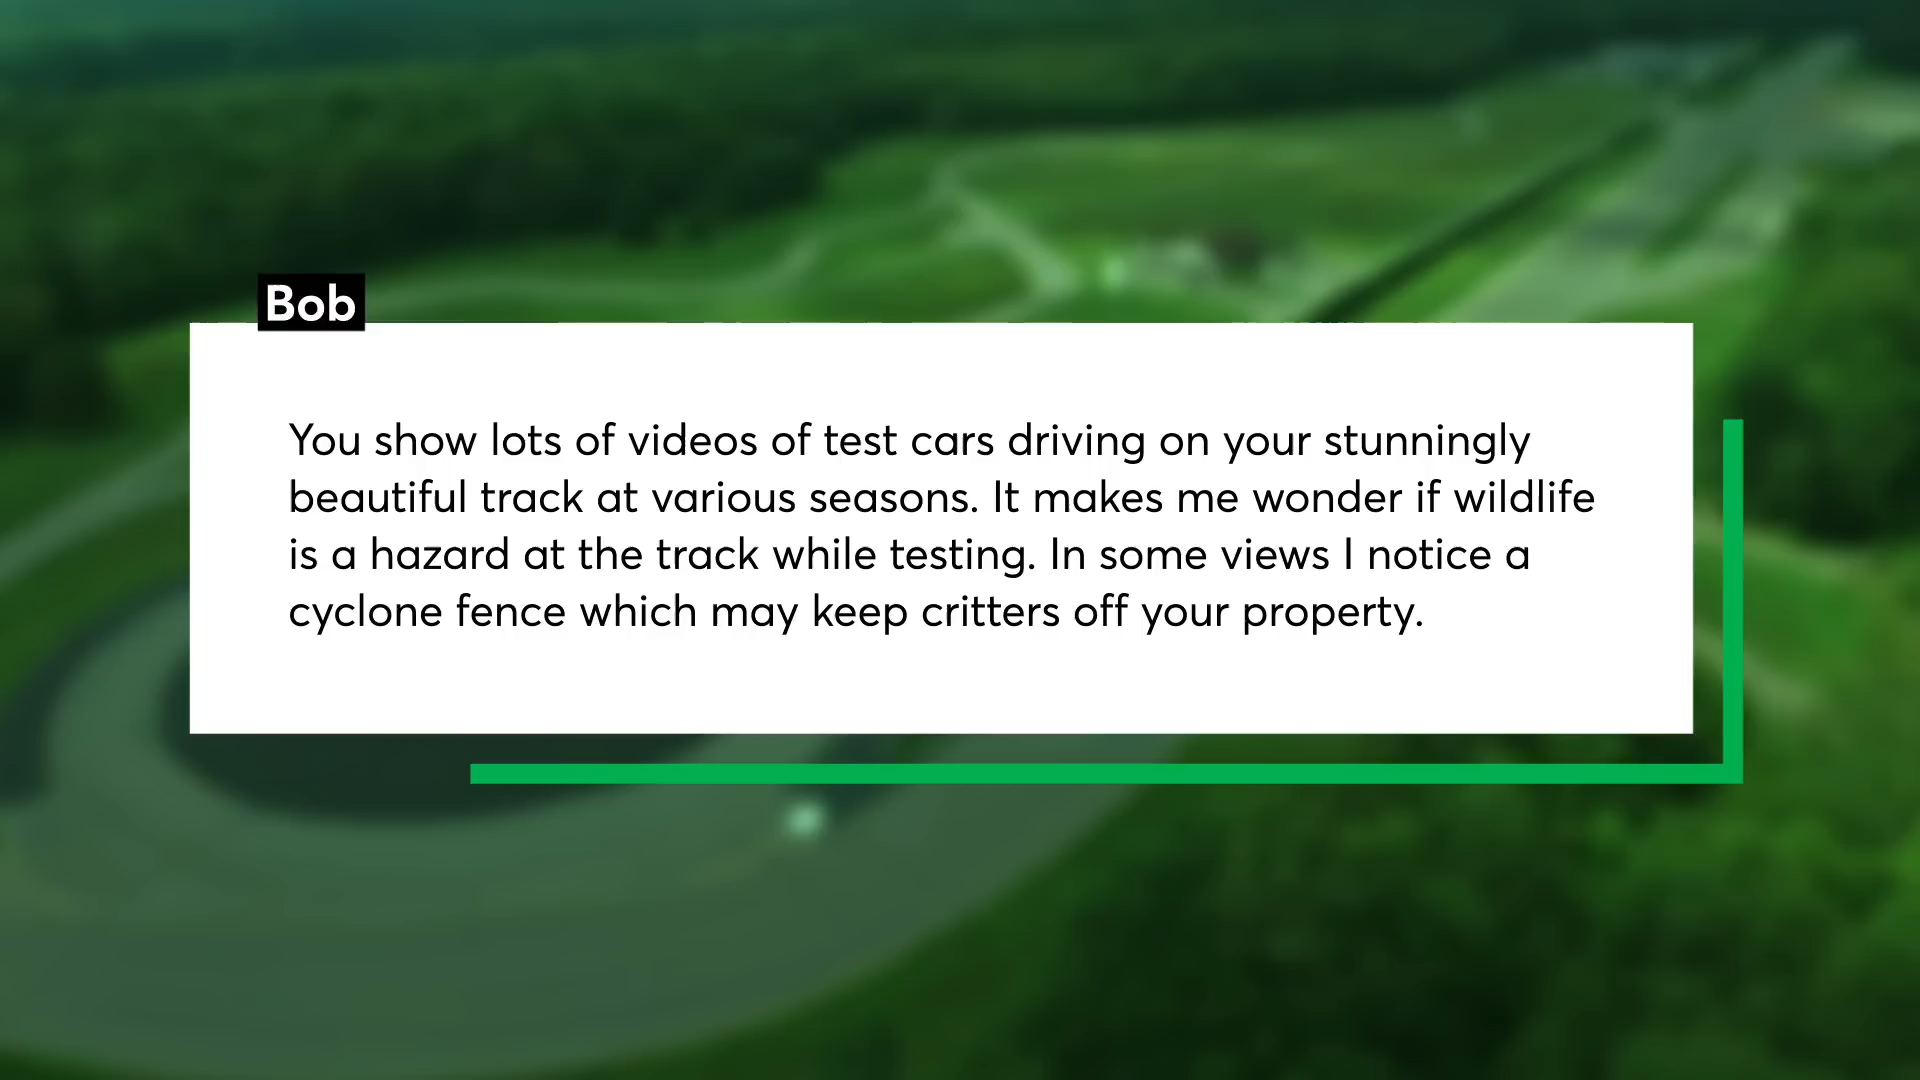 Bob
You show lots of videos of test cars driving on your stunningly
beautiful track at various seasons. It makes me wonder if wildlife
is a hazard at the track while testing. In some views I notice a
cyclone fence which may keep critters off your property.